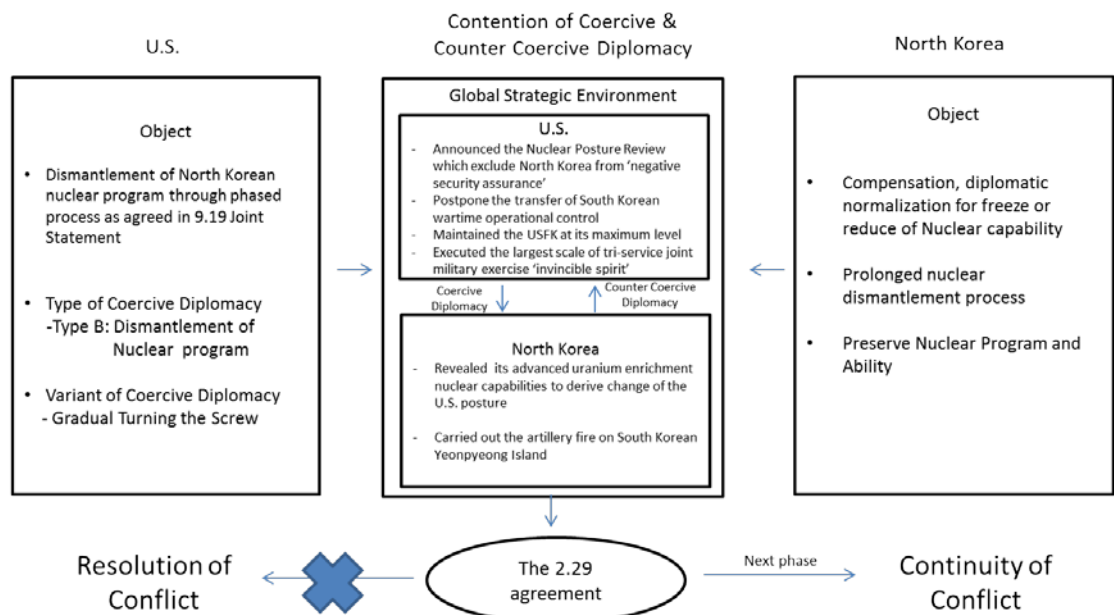 U.S.
Contention of Coercive &
Counter Coercive Diplomacy
North Korea
Object
• Dismantlement of North Korean
nuclear program through phased
process as agreed in 9.19 Joint
Statement
• Type of Coercive Diplomacy
-Type B: Dismantlement of
Nuclear program
• Variant of Coercive Diplomacy
- Gradual Turning the Screw
Global Strategic Environment
U.S.
- Announced the Nuclear Posture Review
which exclude North Korea from ‘negative
security assurance’
- Postpone the transfer of South Korean
wartime operational control
- Maintained the USFK at its maximum level
- Executed the largest scale of tri-service joint
military exercise ‘invincible spirit’
Coercive
Diplomacy
Counter Coercive
Diplomacy
North Korea
- Revealed its advanced uranium enrichment
nuclear capabilities to derive change of the
U.S. posture
- Carried out the artillery fire on South Korean
Yeonpyeong Island
Object
• Compensation, diplomatic
normalization for freeze or
reduce of Nuclear capability
• Prolonged nuclear
dismantlement process
• Preserve Nuclear Program and
Ability
Resolution of
Conflict
The 2.29
agreement
Next phase
Continuity of
Conflict